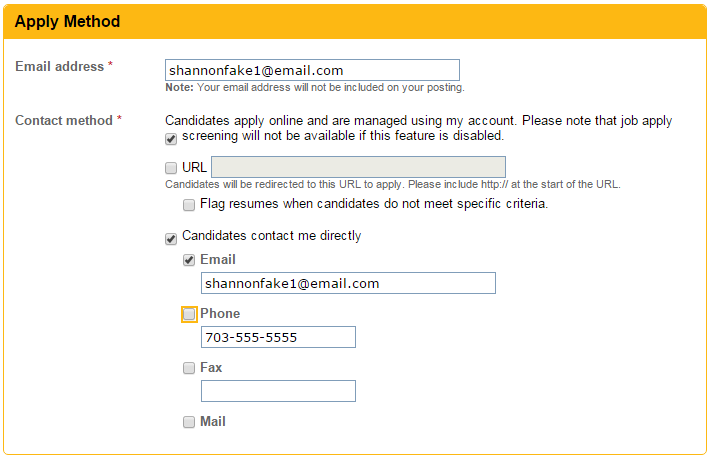 Apply Method
Email address *
shannonfake1@email.com
Note: Your email address will not be included on your posting.
Contact method *
Candidates apply online and are managed using my account. Please note that job apply
screening will not be available if this feature is disabled.
URL
Candidates will be redirected to this URL to apply. Please include http:// at the start of the URL.
Flag resumes when candidates do not meet specific criteria.
Candidates contact me directly
Email
shannonfake1@email.com
Phone
703-555-5555
Fax
Mail